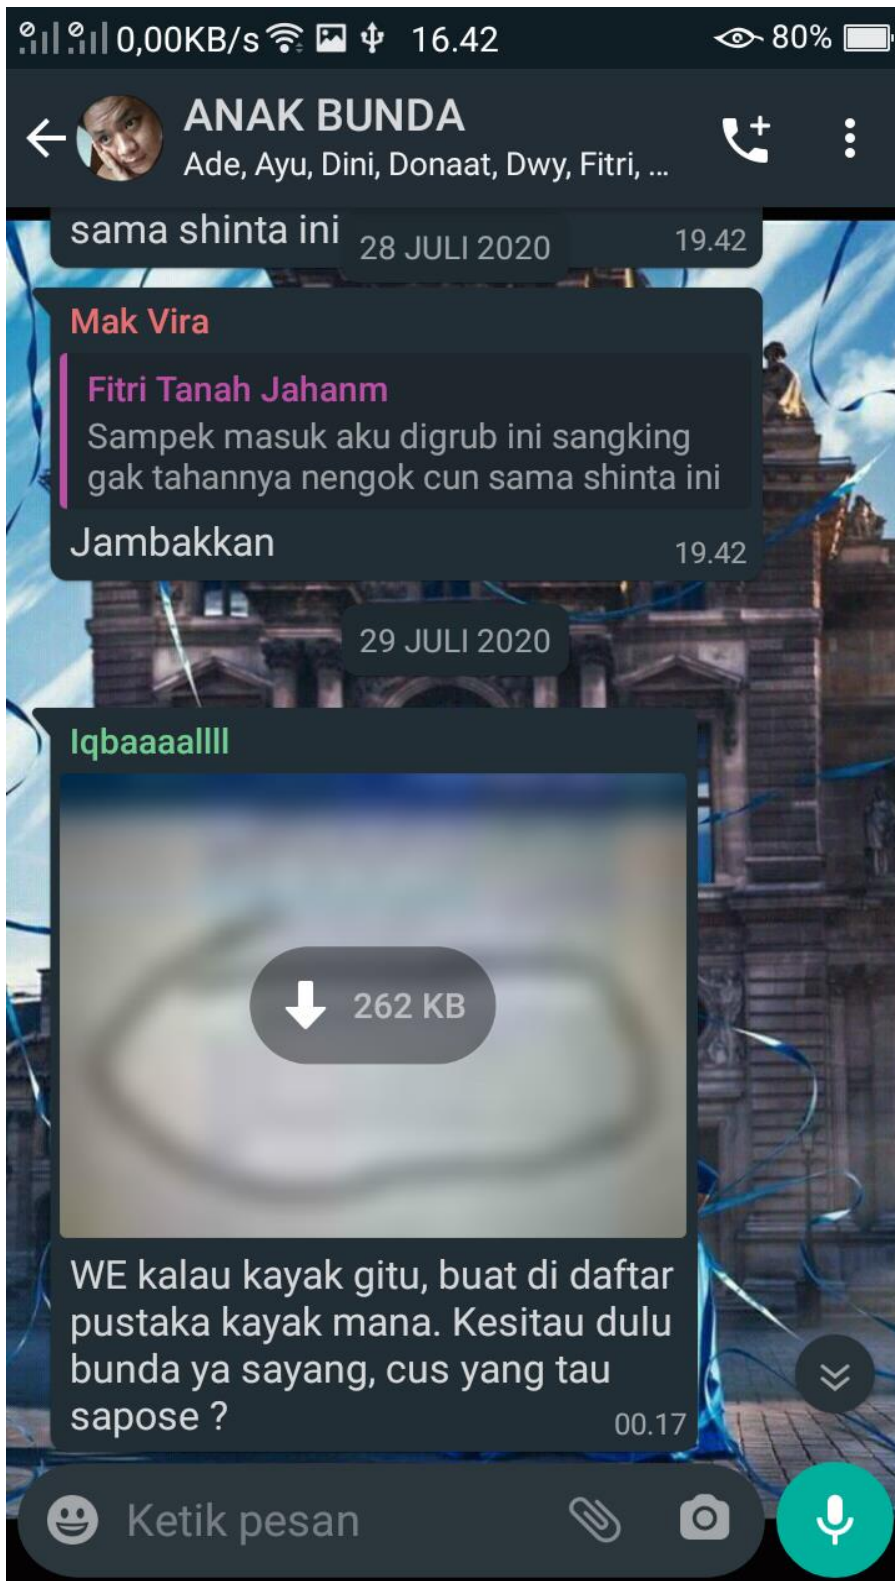 0,00KB/s 16.42 80%
ANAK BUNDA
Ade, Ayu, Dini, Donaat, Dwy, Fitri, ...
sama shinta ini 19.42
28 JULI 2020
Mak Vira
Fitri Tanah Jahanm
Sampek masuk aku digrub ini sangking
gak tahannya nengok cun sama shinta ini
Jambakkan 19.42
29 JULI 2020
Iqbaaaallll
262 KB
WE kalau kayak gitu, buat di daftar
pustaka kayak mana. Kesitau dulu
bunda ya sayang, cus yang tau
sapose ? 00.17
Ketik pesan